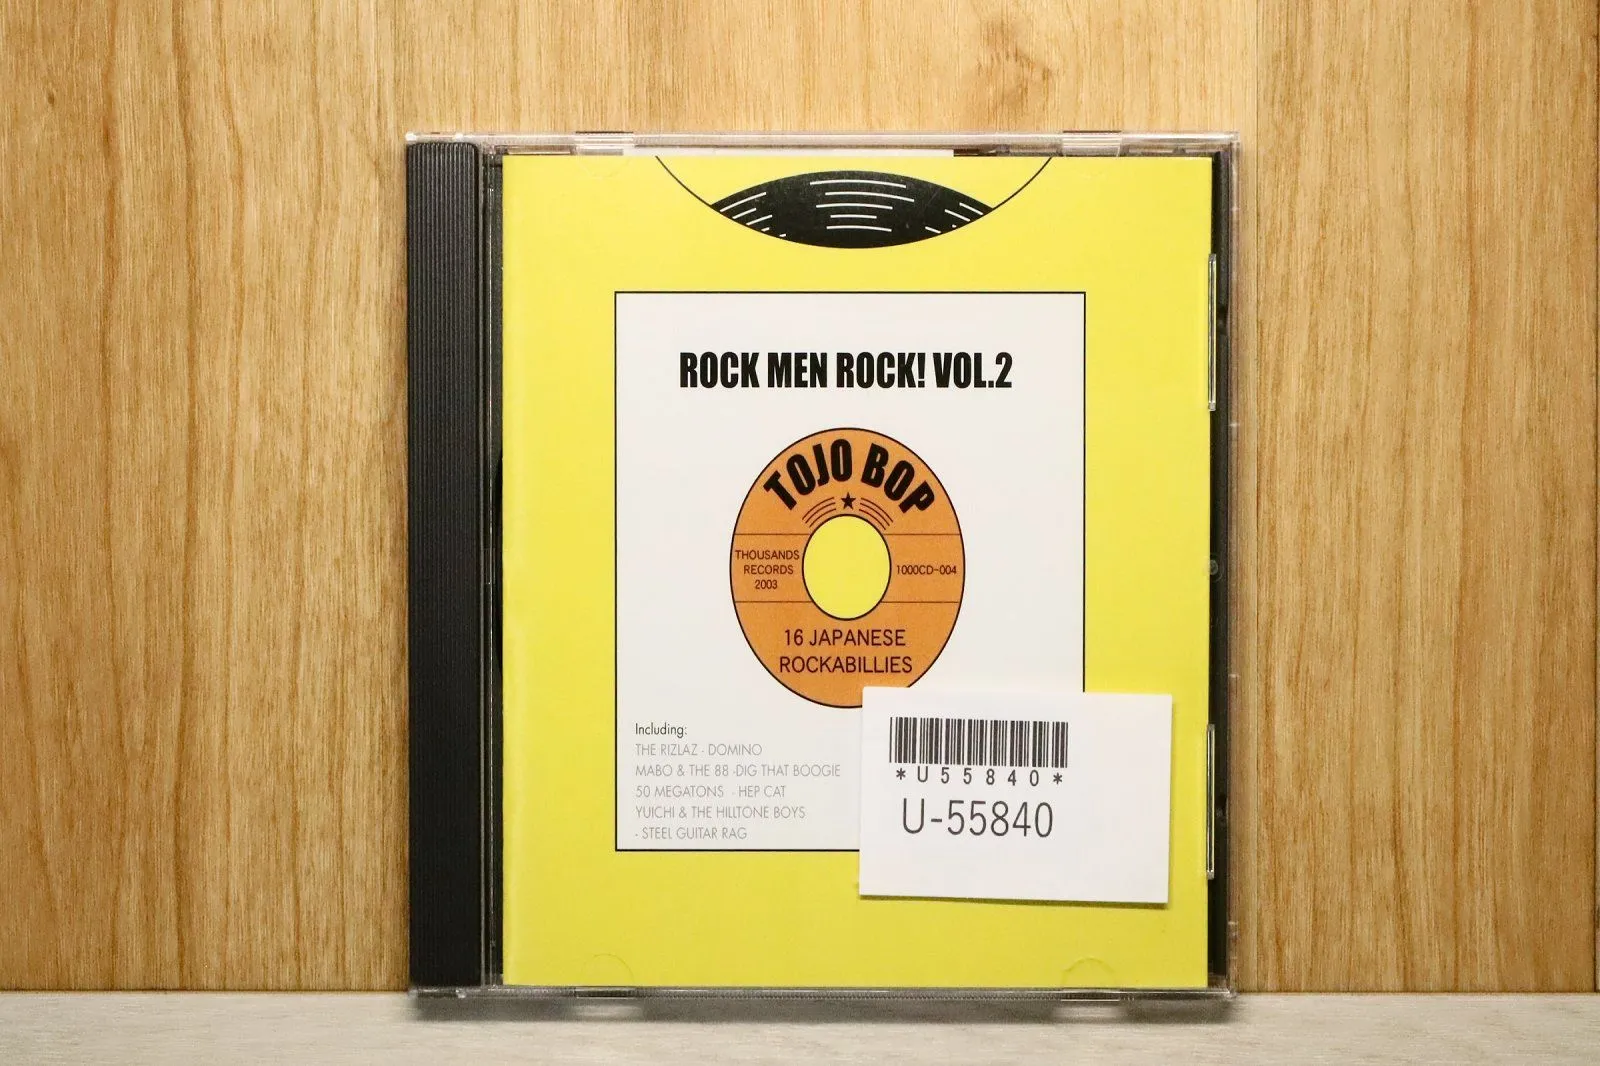 ROCK MEN ROCK! VOL.2
TOJO BOP
THOUSANDS
RECORDS
2003
1000CD-004
16 JAPANESE
ROCKABILLIES
Including:
THE RIZLAZ - DOMINO
MABO & THE 88 -DIG THAT BOOGIE
50 MEGATONS - HEP CAT
YUICHI & THE HILLTONE BOYS
- STEEL GUITAR RAG
*U55840*
U-55840